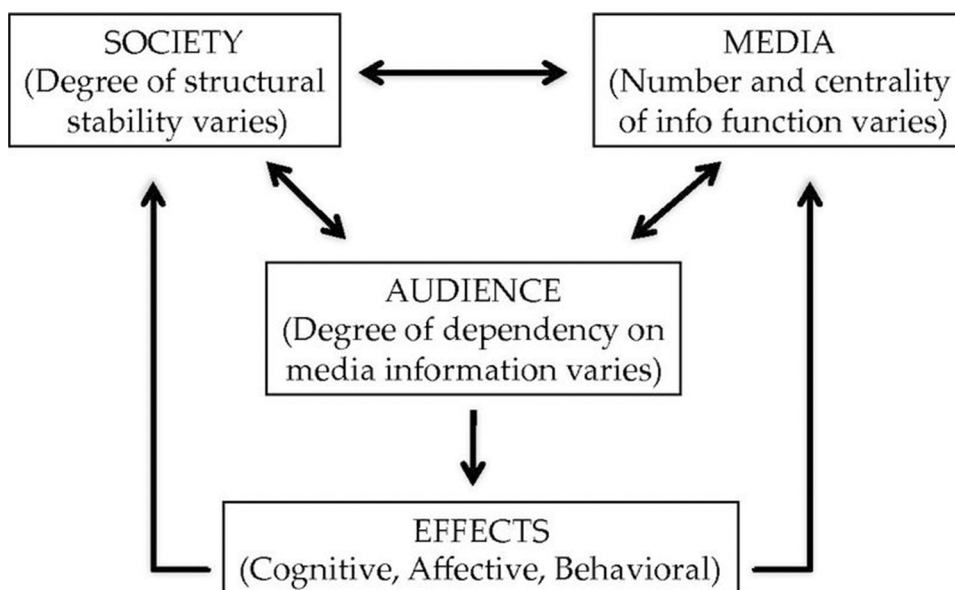 SOCIETY
(Degree of structural
stability varies)
MEDIA
(Number and centrality
of info function varies)
AUDIENCE
(Degree of dependency on
media information varies)
EFFECTS
(Cognitive, Affective, Behavioral)